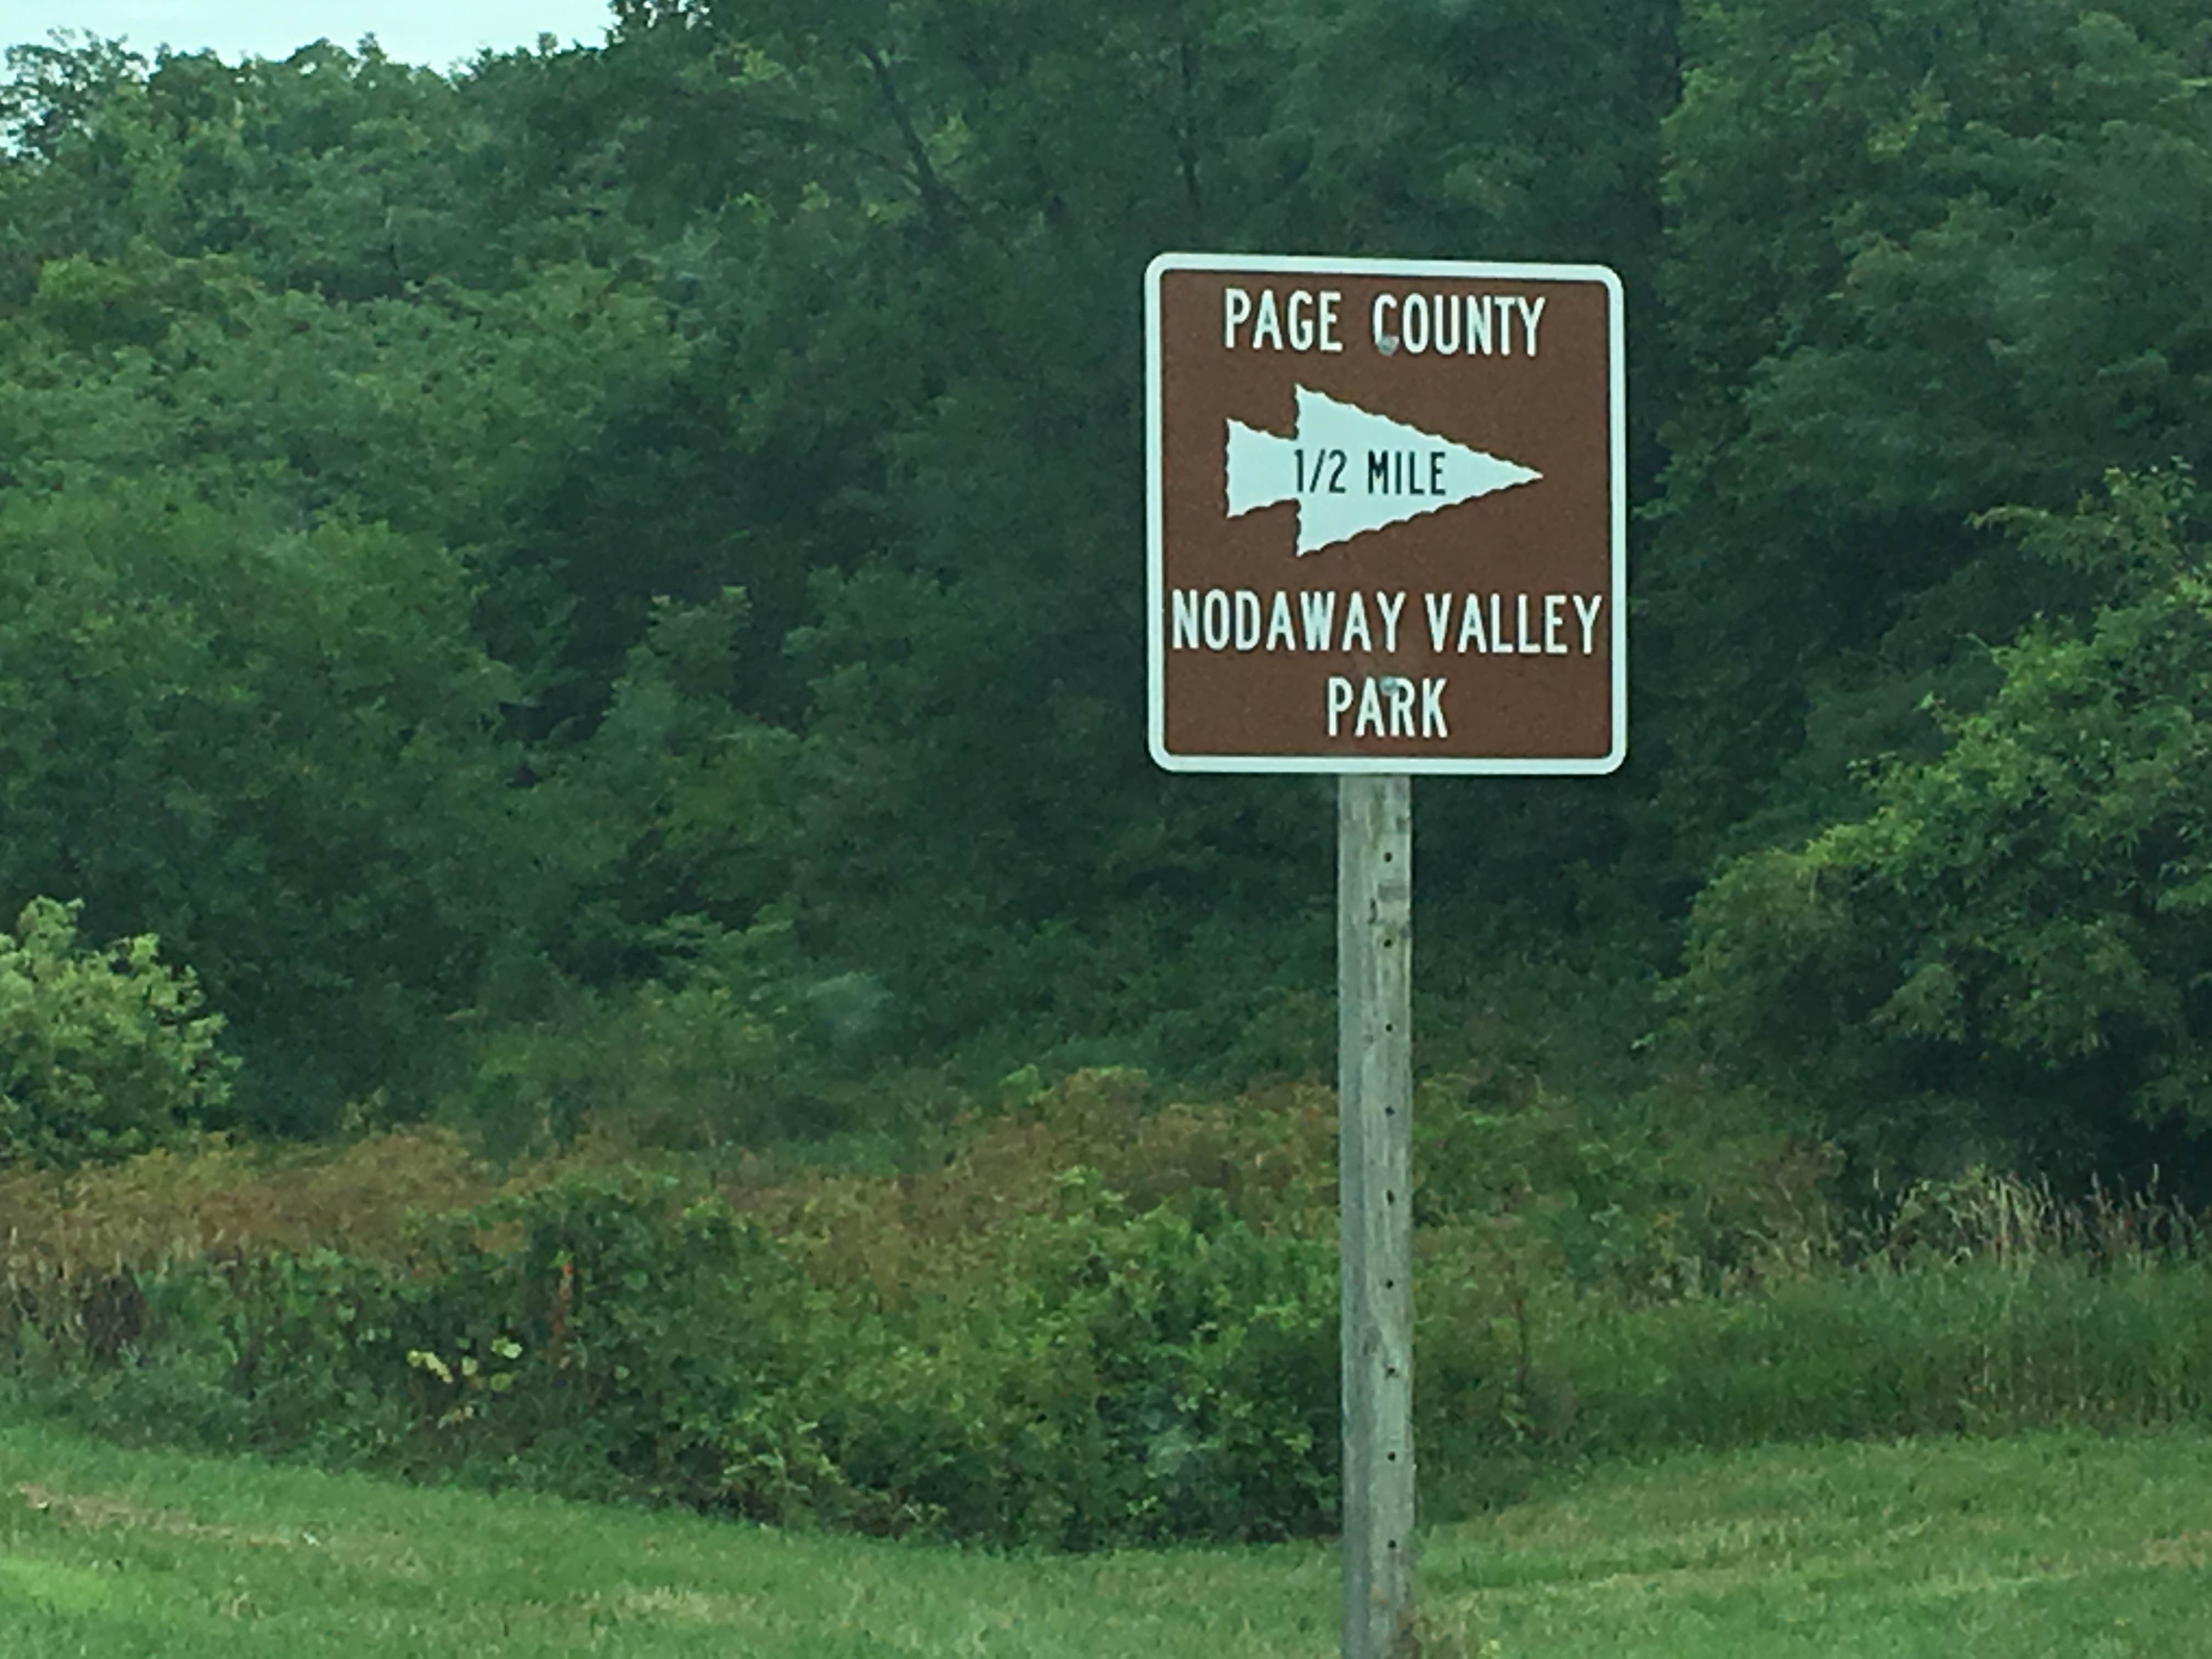 PAGE COUNTY
1/2 MILE
NODAWAY VALLEY
PARK